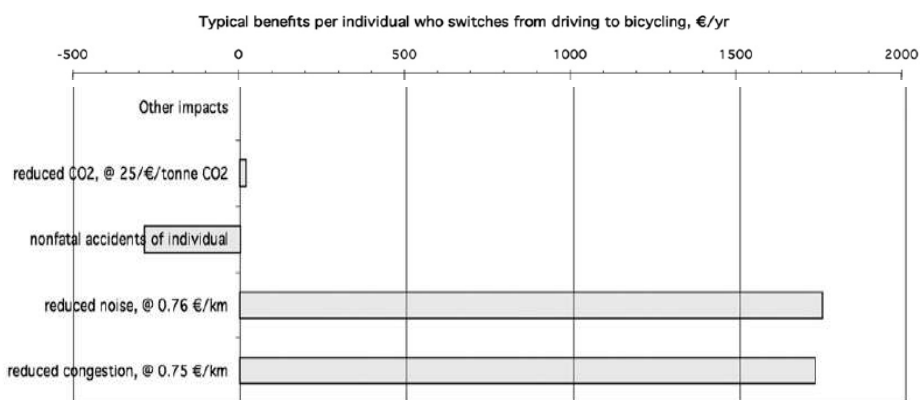 Typical benefits per individual who switches from driving to bicycling, €/yr
-500 0 500 1000 1500 2000
Other impacts
reduced CO2, @ 25/€/tonne CO2
nonfatal accidents of individual
reduced noise, @ 0.76 €/km
reduced congestion, @ 0.75 €/km